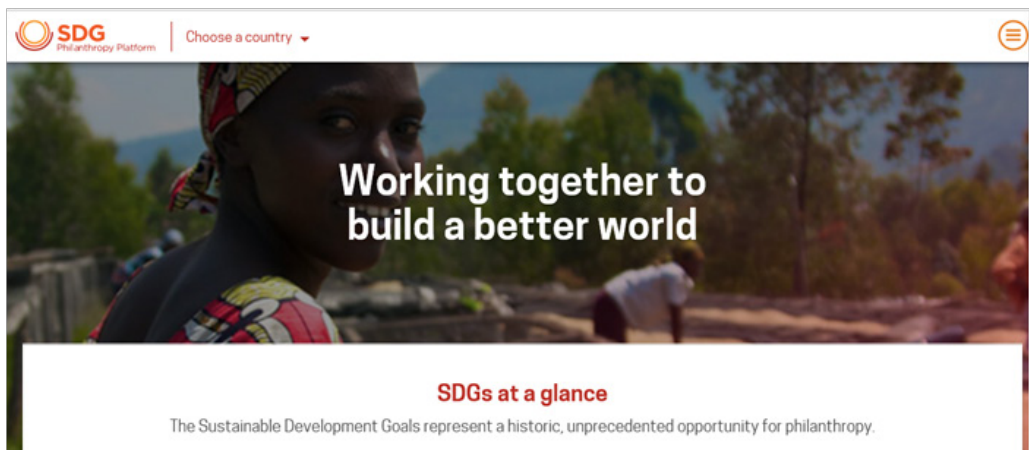 SDG
Philanthropy Platform
Choose a country
Working together to
build a better world
SDGs at a glance
The Sustainable Development Goals represent a historic, unprecedented opportunity for philanthropy.